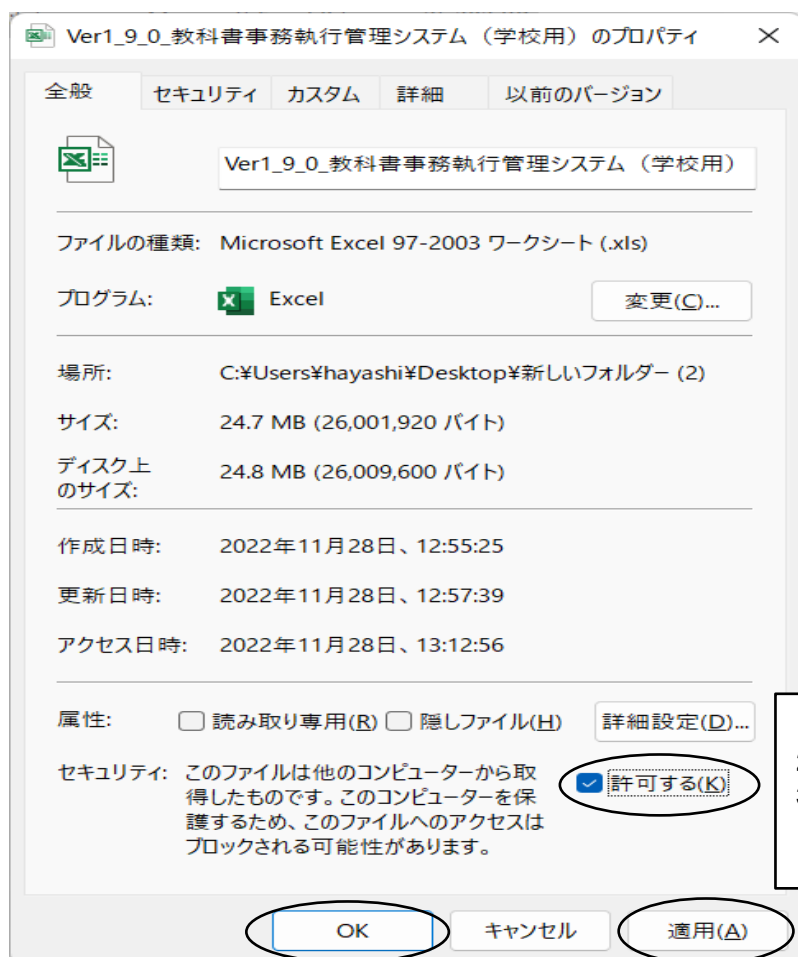 Ver1_9_0_教科書事務執行管理システム（学校用）のプロパティ
全般 セキュリティ カスタム 詳細 以前のバージョン
Ver1_9_0_教科書事務執行管理システム（学校用）
ファイルの種類: Microsoft Excel 97-2003 ワークシート (.xls)
プログラム: Excel 変更(C)...
場所: C:¥Users¥hayashi¥Desktop¥新しいフォルダー (2)
サイズ: 24.7 MB (26,001,920 バイト)
ディスク上
のサイズ: 24.8 MB (26,009,600 バイト)
作成日時: 2022年11月28日、12:55:25
更新日時: 2022年11月28日、12:57:39
アクセス日時: 2022年11月28日、13:12:56
属性: 読み取り専用(R) 隠しファイル(H) 詳細設定(D)...
セキュリティ: このファイルは他のコンピューターから取
得したものです。このコンピューターを保
護するため、このファイルへのアクセスは
ブロックされる可能性があります。
許可する(K)
OK キャンセル 適用(A)